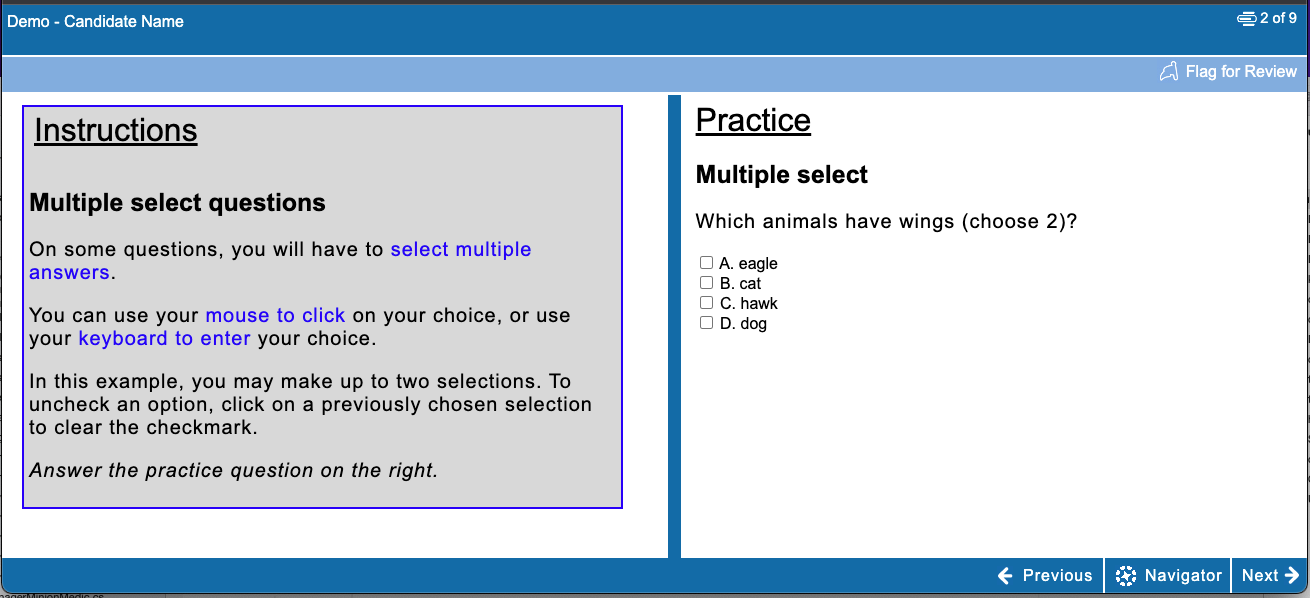 Demo - Candidate Name
2 of 9
Flag for Review
Instructions
Multiple select questions
On some questions, you will have to select multiple
answers.
You can use your mouse to click on your choice, or use
your keyboard to enter your choice.
In this example, you may make up to two selections. To
uncheck an option, click on a previously chosen selection
to clear the checkmark.
Answer the practice question on the right.
Practice
Multiple select
Which animals have wings (choose 2)?
A. eagle
B. cat
C. hawk
D. dog
Previous
Navigator
Next